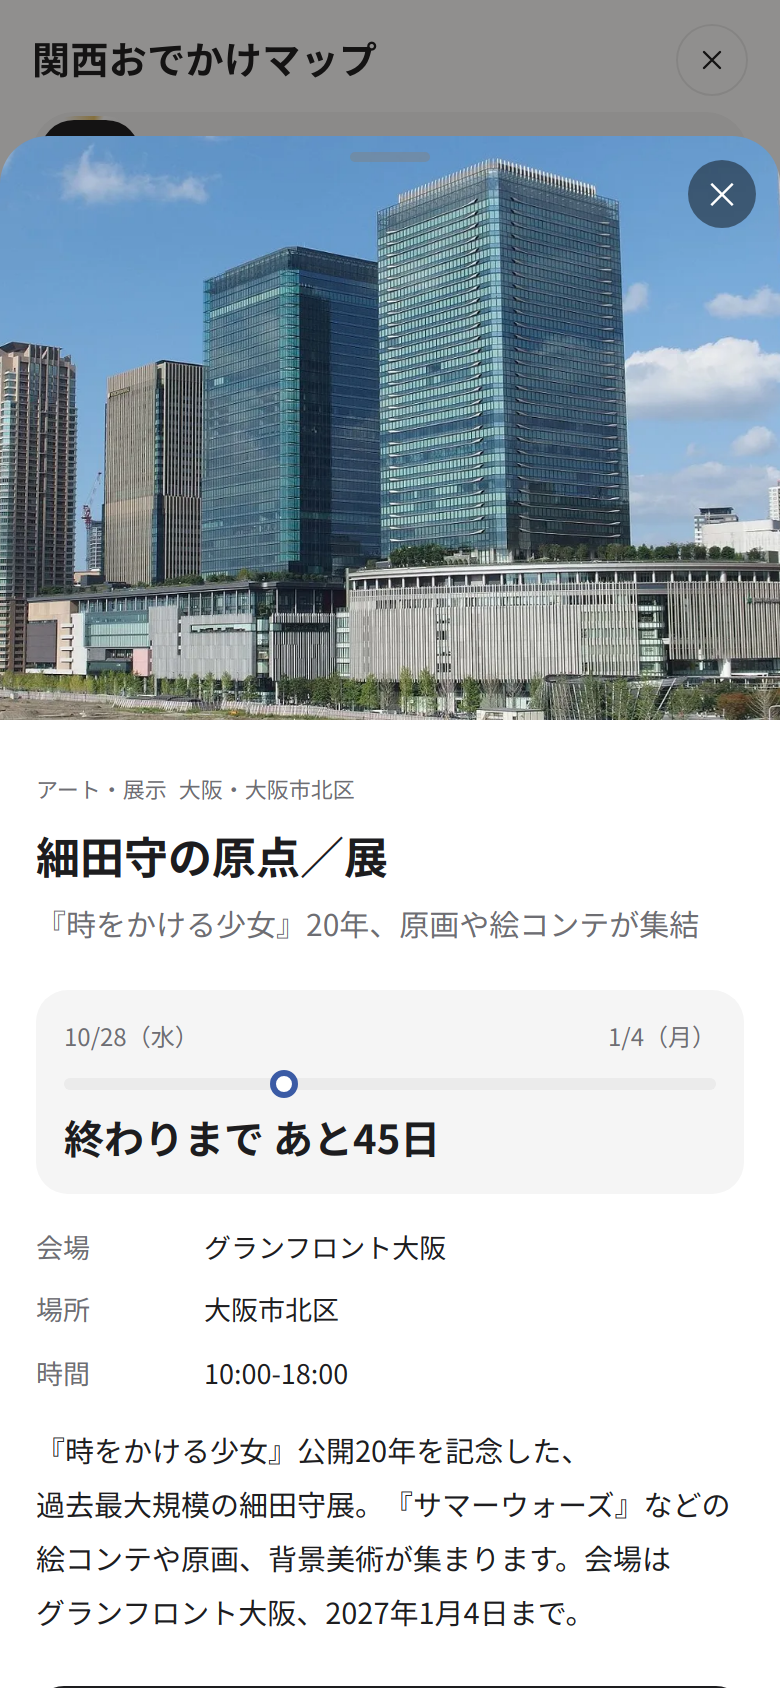 関西おでかけマップ
アート・展示 大阪・大阪市北区
細田守の原点／展
『時をかける少女』20年、原画や絵コンテが集結
10/28（水） 1/4（月）
終わりまで あと45日
会場 グランフロント大阪
場所 大阪市北区
時間 10:00-18:00
『時をかける少女』公開20年を記念した、
過去最大規模の細田守展。『サマーウォーズ』などの
絵コンテや原画、背景美術が集まります。会場は
グランフロント大阪、2027年1月4日まで。